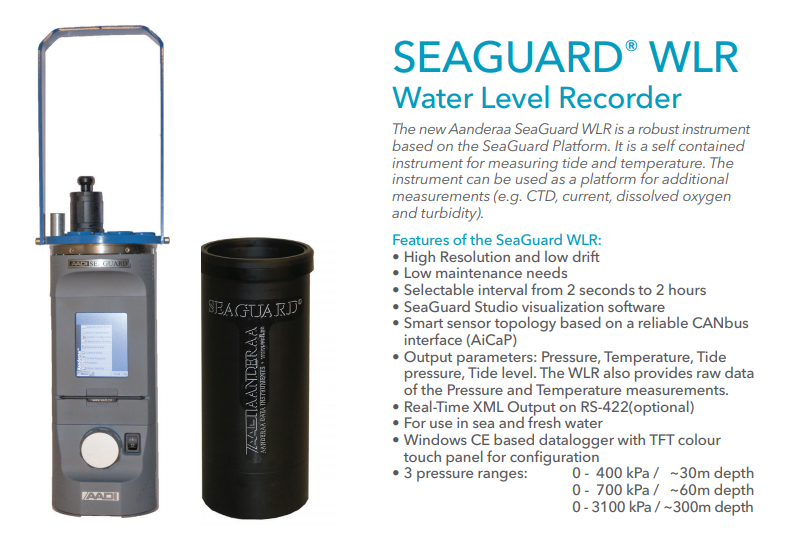 SEAGUARD® WLR
Water Level Recorder
The new Aanderaa SeaGuard WLR is a robust instrument
based on the SeaGuard Platform. It is a self contained
instrument for measuring tide and temperature. The
instrument can be used as a platform for additional
measurements (e.g. CTD, current, dissolved oxygen
and turbidity).
Features of the SeaGuard WLR:
• High Resolution and low drift
• Low maintenance needs
• Selectable interval from 2 seconds to 2 hours
• SeaGuard Studio visualization software
• Smart sensor topology based on a reliable CANbus
interface (AiCaP)
• Output parameters: Pressure, Temperature, Tide
pressure, Tide level. The WLR also provides raw data
of the Pressure and Temperature measurements.
• Real-Time XML Output on RS-422(optional)
• For use in sea and fresh water
• Windows CE based datalogger with TFT colour
touch panel for configuration
• 3 pressure ranges: 0 - 400 kPa / ~30m depth
0 - 700 kPa / ~60m depth
0 - 3100 kPa / ~300m depth
AADI SEAGUARD
AADI
SEAGUARD®
AADI AANDERAA
AANDERAA DATA INSTRUMENTS